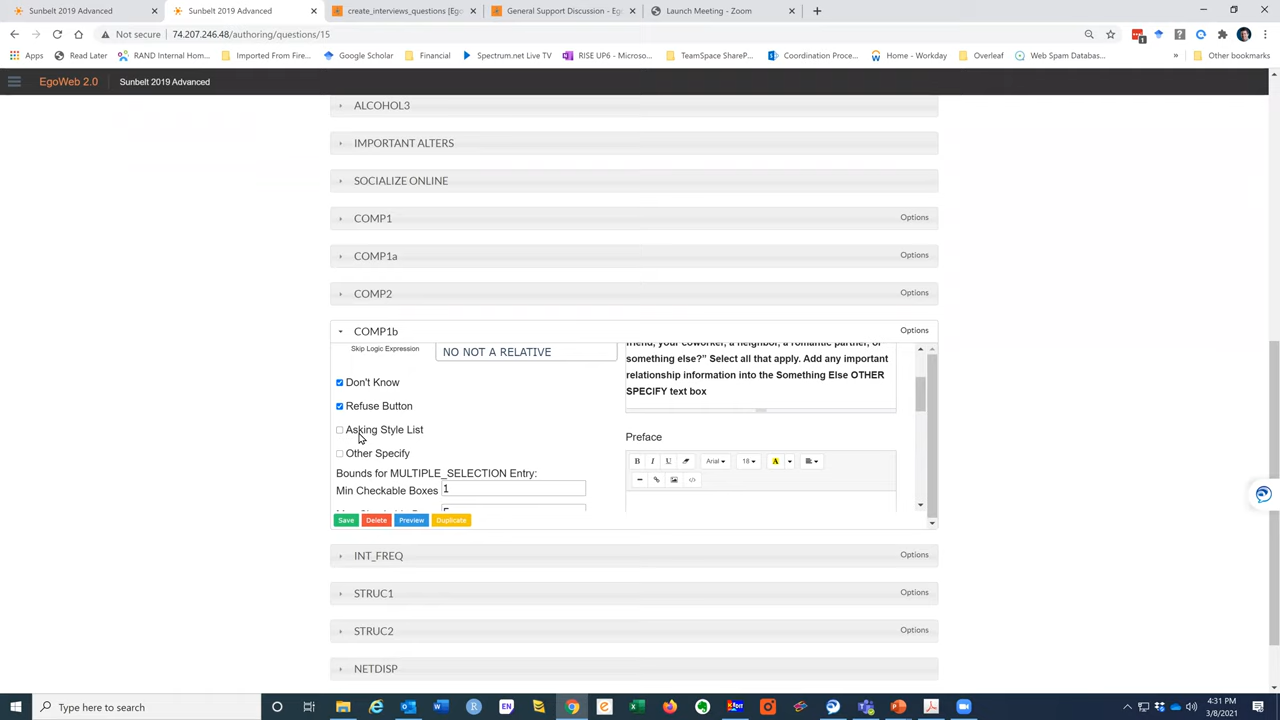 Sunbelt 2019 Advanced
Sunbelt 2019 Advanced
create_interviews_questions [Ego
General Support Discussion - Ego
Launch Meeting - Zoom
Not secure 74.207.246.48/authoring/questions/15
Apps
Read Later
RAND Internal Hom...
Imported From Fire...
Google Scholar
Financial
Spectrum.net Live TV
RISE UP6 - Microso...
TeamSpace ShareP...
Coordination Proce...
Home - Workday
Overleaf
Web Spam Databas...
»
Other bookmarks
EgoWeb 2.0 Sunbelt 2019 Advanced
ALCOHOL3
IMPORTANT ALTERS
SOCIALIZE ONLINE
COMP1 Options
COMP1a Options
COMP2 Options
COMP1b Options
Skip Logic Expression NO NOT A RELATIVE
friend, your coworker, a neighbor, a romantic partner, or
something else?" Select all that apply. Add any important
relationship information into the Something Else OTHER
SPECIFY text box
Don't Know
Refuse Button
Asking Style List
Other Specify
Bounds for MULTIPLE_SELECTION Entry:
Min Checkable Boxes 1
Preface
B I U Arial 18 A
Save Delete Preview Duplicate
INT_FREQ Options
STRUC1 Options
STRUC2 Options
NETDISP
Type here to search
4:31 PM
3/8/2021